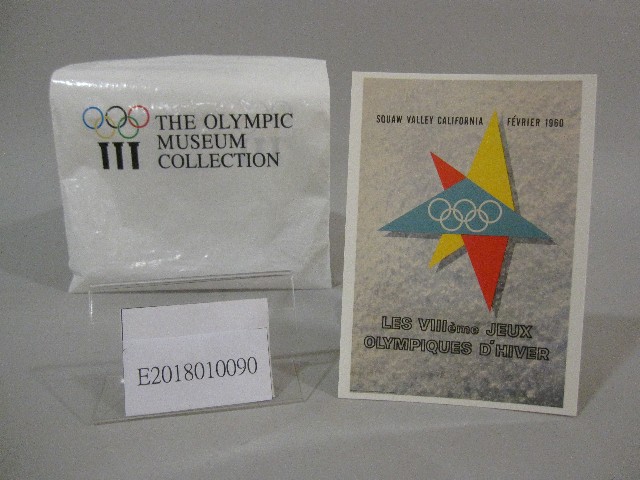 THE OLYMPIC
MUSEUM
COLLECTION
E2018010090
SQUAW VALLEY CALIFORNIA FÉVRIER 1960
LES VIIIème JEUX
OLYMPIQUES D'HIVER